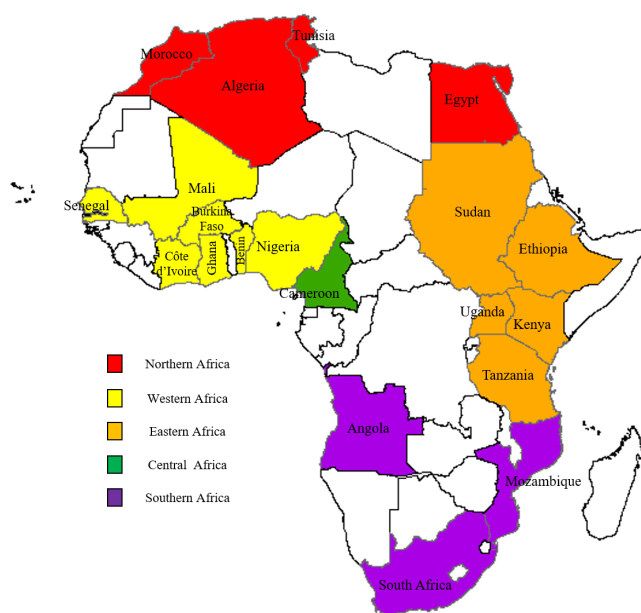 Tunisia
Morocco
Algeria
Egypt
Mali
Senegal
Burkina
Faso
Sudan
Nigeria
Benin
Ghana
Côte
d’Ivoire
Ethiopia
Cameroon
Uganda
Kenya
Tanzania
Angola
Mozambique
South Africa
Northern Africa
Western Africa
Eastern Africa
Central Africa
Southern Africa